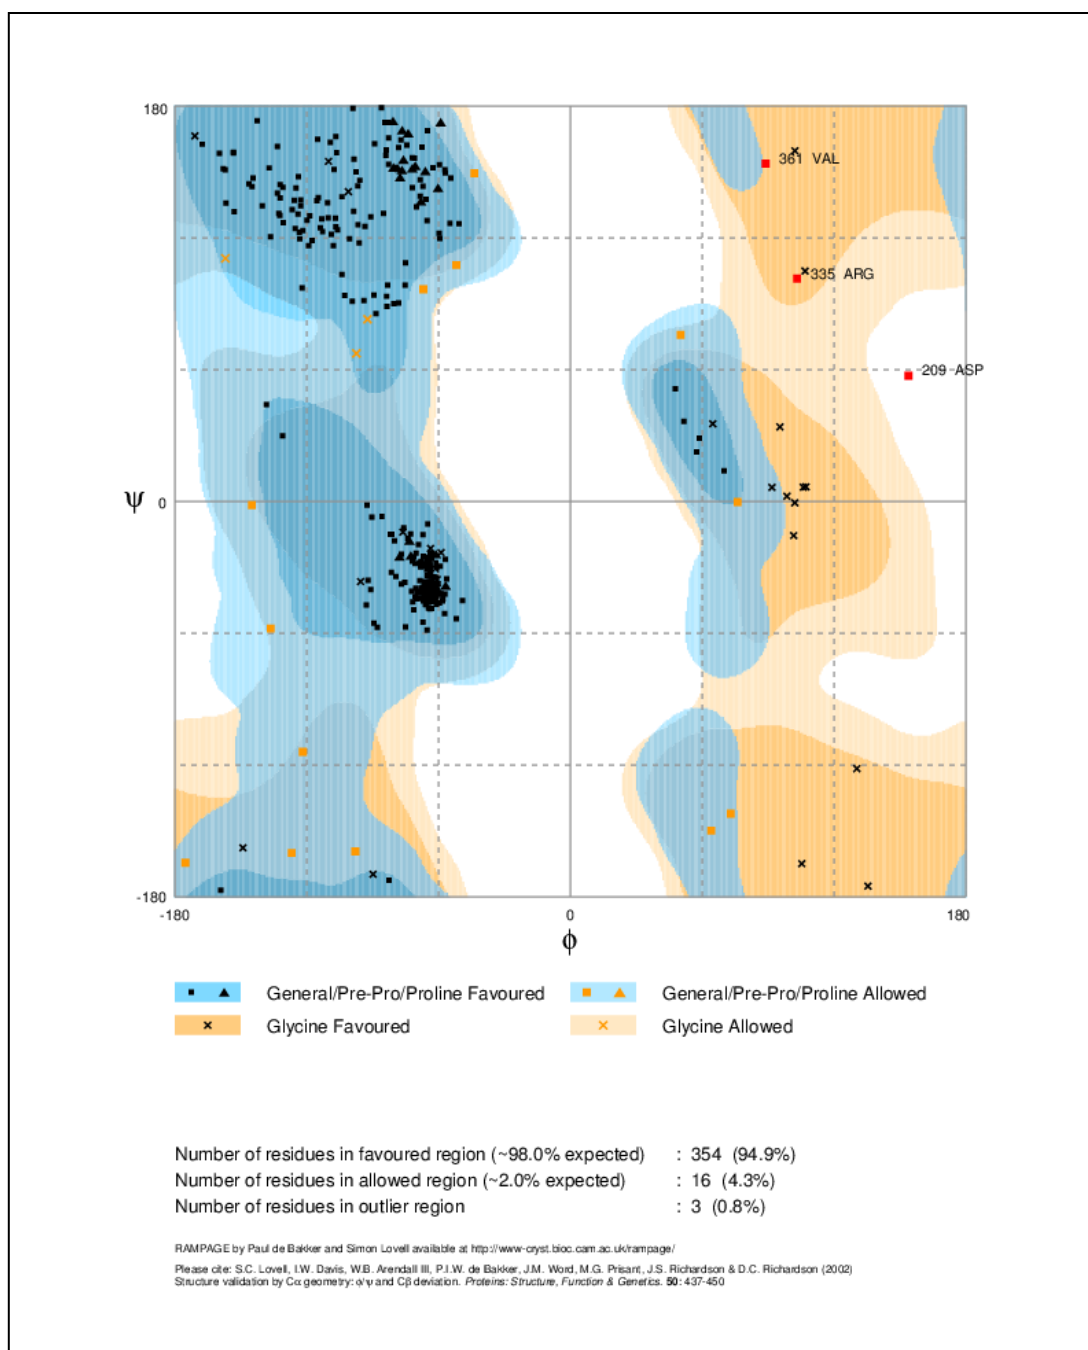 180
361 VAL
335 ARG
209 ASP
ψ
0
-180
-180
0
180
ϕ
General/Pre-Pro/Proline Favoured
General/Pre-Pro/Proline Allowed
Glycine Favoured
Glycine Allowed
Number of residues in favoured region (~98.0% expected) : 354 (94.9%)
Number of residues in allowed region (~2.0% expected) : 16 (4.3%)
Number of residues in outlier region : 3 (0.8%)
RAMPAGE by Paul de Bakker and Simon Lovell available at http://www-cryst.bioc.cam.ac.uk/rampage/
Please cite: S.C. Lovell, I.W. Davis, W.B. Arendall III, P.I.W. de Bakker, J.M. Word, M.G. Prisant, J.S. Richardson & D.C. Richardson (2002)
Structure validation by Cα geometry: ϕ/ψ and Cβ deviation. Proteins: Structure, Function & Genetics. 50: 437-450